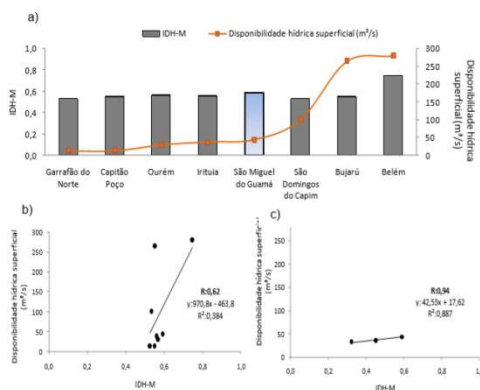 a)
IDH-M
Disponibilidade hídrica superficial (m³/s)
1,0
0,8
0,6
0,4
0,2
0,0
IDH-M
300
250
200
150
100
50
0
Disponibilidade hídrica
superficial (m³/s)
Garrafão do
Norte
Capitão
Poço
Ourém
Irituia
São Miguel
do Guamá
São
Domingos
do Capim
Bujarú
Belém
b)
Disponibilidade hídrica superficial
(m³/s)
300
250
200
150
100
50
0
R:0,62
y:970,8x - 463,8
R²:0,384
0,0
0,2
0,4
0,6
0,8
1,0
IDH-M
c)
Disponibilidade hídrica superficial
300
250
200
150
100
50
0
R:0,94
y:42,53x + 17,62
R²:0,887
0,0
0,2
0,4
0,6
0,8
1,0
IDH-M